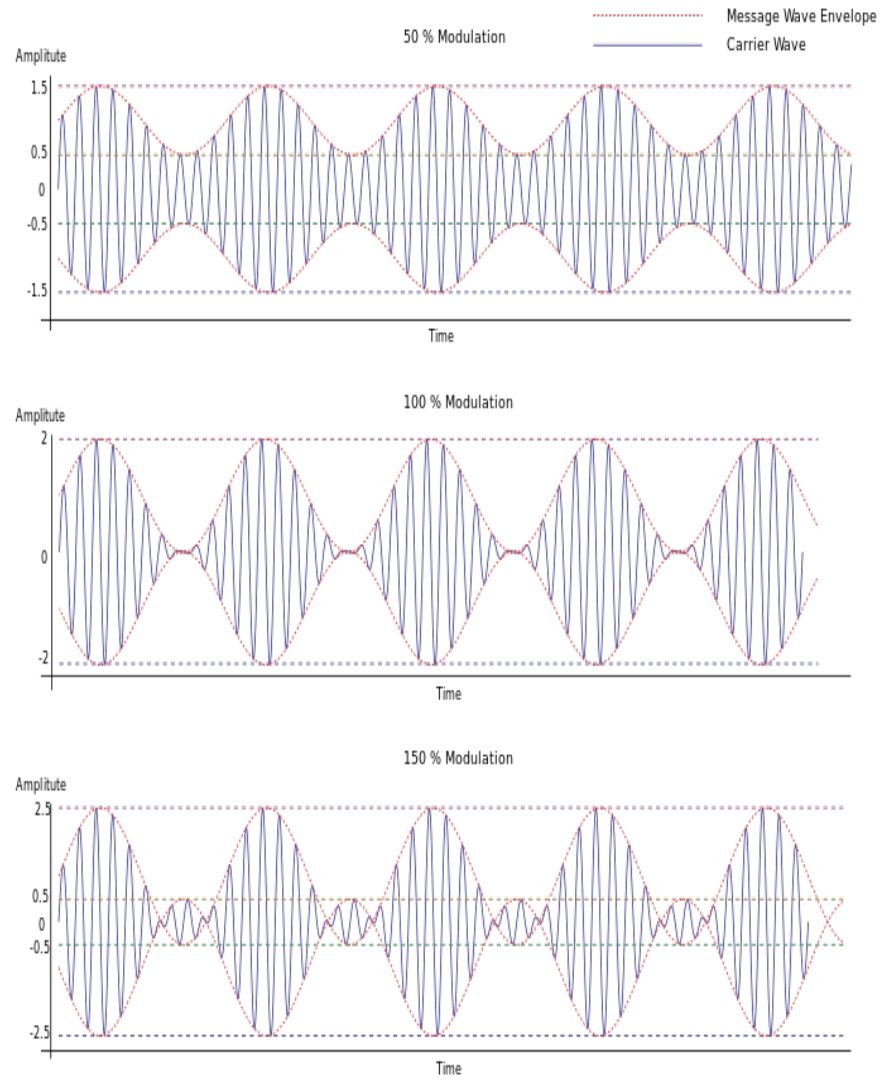 Message Wave Envelope
50 % Modulation
Carrier Wave
Amplitute
1.5
0.5
0
-0.5
-1.5
Time
100 % Modulation
Amplitute
2
0
-2
Time
150 % Modulation
Amplitute
2.5
0.5
0
-0.5
-2.5
Time